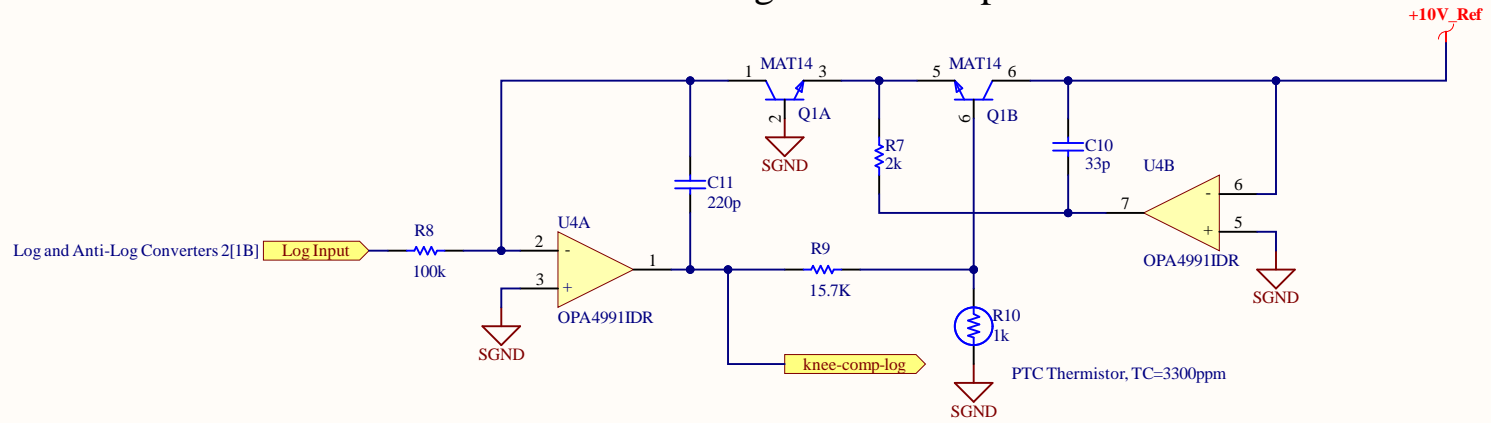 +10V_Ref
MAT14
MAT14
1
3
5
6
2
Q1A
6
Q1B
SGND
R7
2k
C10
33p
U4B
C11
220p
6
-
7
5
+
U4A
R8
Log and Anti-Log Converters 2[1B]
Log Input
2
-
100k
1
R9
15.7K
OPA4991IDR
3
+
SGND
OPA4991IDR
R10
1k
SGND
knee-comp-log
PTC Thermistor, TC=3300ppm
SGND